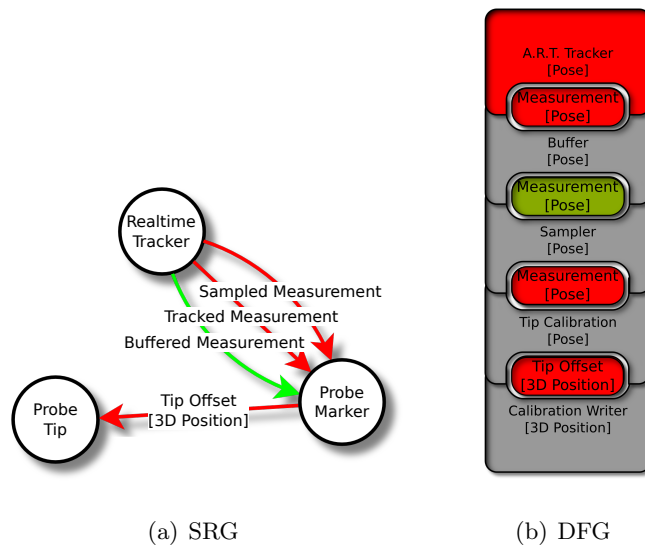 Realtime
Tracker
Sampled Measurement
Tracked Measurement
Buffered Measurement
Tip Offset
[3D Position]
Probe
Marker
Probe
Tip
(a) SRG
A.R.T. Tracker
[Pose]
Measurement
[Pose]
Buffer
[Pose]
Measurement
[Pose]
Sampler
[Pose]
Measurement
[Pose]
Tip Calibration
[Pose]
Tip Offset
[3D Position]
Calibration Writer
[3D Position]
(b) DFG